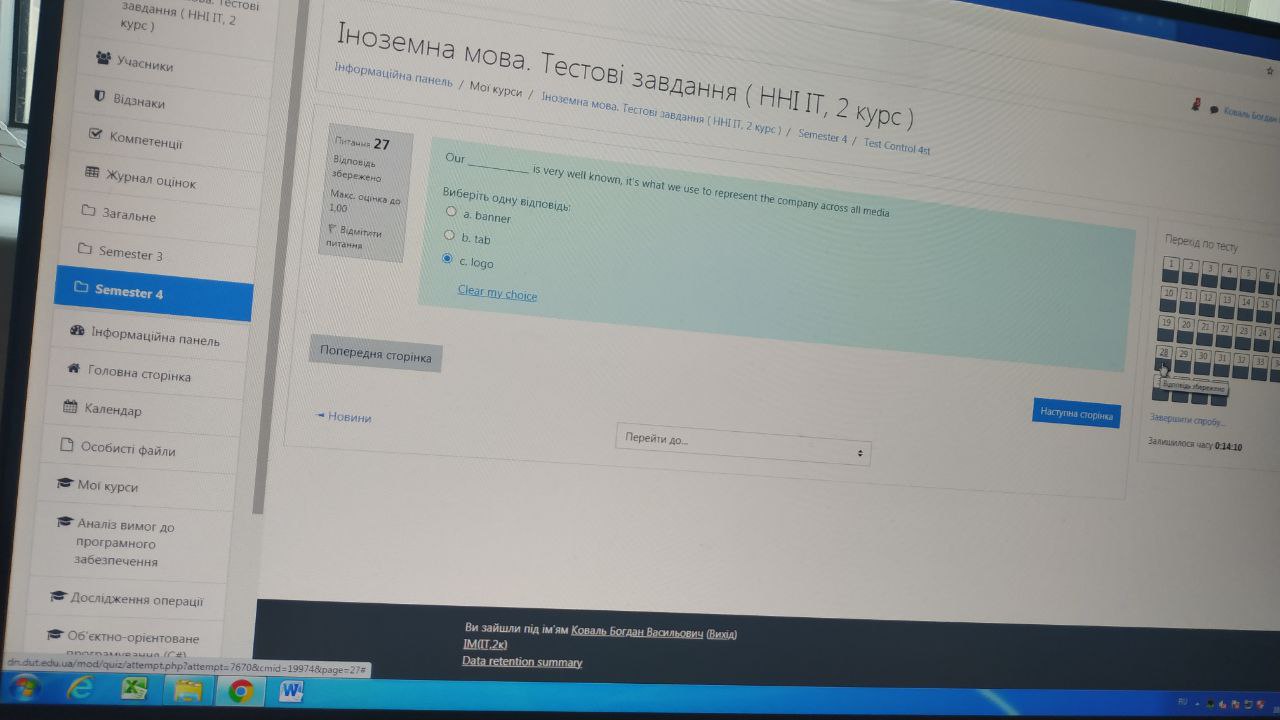 Тестові
завдання ( ННІ ІТ, 2
курс )
Учасники
Відзнаки
Компетенції
Журнал оцінок
Загальне
Semester 3
Semester 4
Інформаційна панель
Головна сторінка
Календар
Особисті файли
Мої курси
Аналіз вимог до
програмного
забезпечення
Дослідження операції
Об'єктно-орієнтоване
програмування (C#)
dn.dut.edu.ua/mod/quiz/attempt.php?attempt=7670&cmid=19974&page=27#
Іноземна мова. Тестові завдання ( ННІ ІТ, 2 курс )
Інформаційна панель / Мої курси / Іноземна мова. Тестові завдання ( ННІ ІТ, 2 курс ) / Semester 4 / Test Control 4st
Коваль Богдан
Питання 27
Відповідь
збережено
Макс. оцінка до
1,00
Відмітити
питання
Our __________ is very well known, it's what we use to represent the company across all media
Виберіть одну відповідь:
a. banner
b. tab
c. logo
Clear my choice
Попередня сторінка
Наступна сторінка
◄ Новини
Перейти до...
Перехід по тесту
1 2 3 4 5 6
10 11 12 13 14 15
19 20 21 22 23 24
28 29 30 31 32 33
Відповідь збережено
Завершити спробу...
Залишилося часу 0:14:10
Ви зайшли під ім'ям Коваль Богдан Васильович (Вихід)
ІМ(ІТ,2к)
Data retention summary
RU